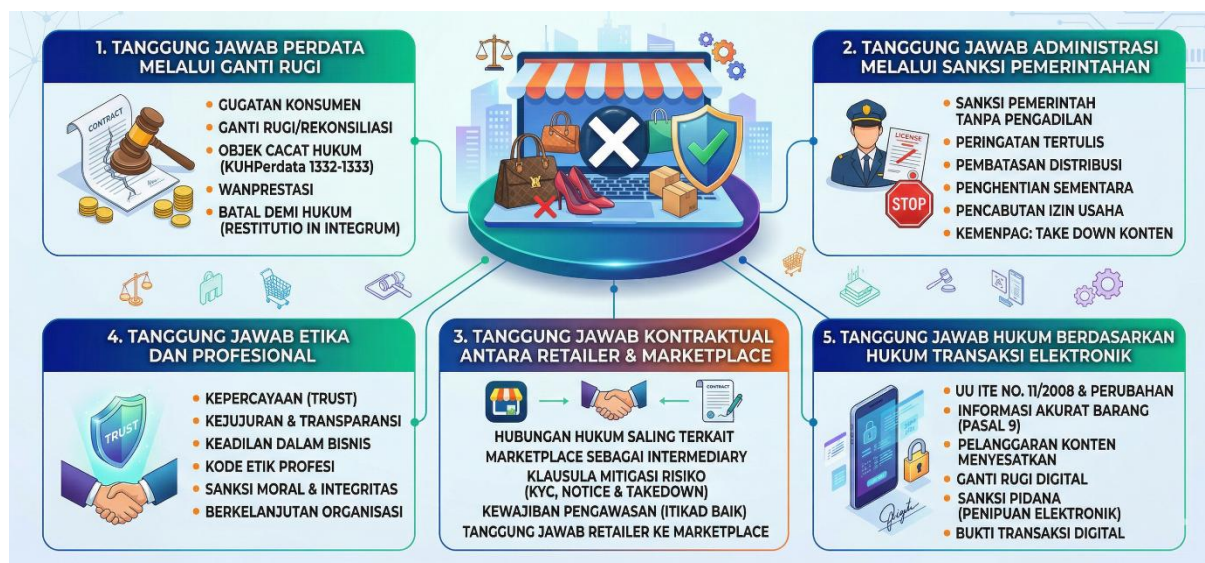 1. TANGGUNG JAWAB PERDATA
MELALUI GANTI RUGI
CONTRACT
• GUGATAN KONSUMEN
• GANTI RUGI/REKONSILIASI
• OBJEK CACAT HUKUM
(KUHPerdata 1332-1333)
• WANPRESTASI
• BATAL DEMI HUKUM
(RESTITUTIO IN INTEGRUM)
2. TANGGUNG JAWAB ADMINISTRASI
MELALUI SANKSI PEMERINTAHAN
LICENSE
STOP
• SANKSI PEMERINTAH
TANPA PENGADILAN
• PERINGATAN TERTULIS
• PEMBATASAN DISTRIBUSI
• PENGHENTIAN SEMENTARA
• PENCABUTAN IZIN USAHA
• KEMENPAG: TAKE DOWN KONTEN
4. TANGGUNG JAWAB ETIKA
DAN PROFESIONAL
TRUST
• KEPERCAYAAN (TRUST)
• KEJUJURAN & TRANSPARANSI
• KEADILAN DALAM BISNIS
• KODE ETIK PROFESI
• SANKSI MORAL & INTEGRITAS
• BERKELANJUTAN ORGANISASI
3. TANGGUNG JAWAB KONTRAKTUAL
ANTARA RETAILER & MARKETPLACE
CONTRACT
HUBUNGAN HUKUM SALING TERKAIT
MARKETPLACE SEBAGAI INTERMEDIARY
KLAUSULA MITIGASI RISIKO
(KYC, NOTICE & TAKEDOWN)
KEWAJIBAN PENGAWASAN (ITIKAD BAIK)
TANGGUNG JAWAB RETAILER KE MARKETPLACE
5. TANGGUNG JAWAB HUKUM BERDASARKAN
HUKUM TRANSAKSI ELEKTRONIK
• UU ITE NO. 11/2008 & PERUBAHAN
• INFORMASI AKURAT BARANG
(PASAL 9)
• PELANGGARAN KONTEN
MENYESATKAN
• GANTI RUGI DIGITAL
• SANKSI PIDANA
(PENIPUAN ELEKTRONIK)
• BUKTI TRANSAKSI DIGITAL